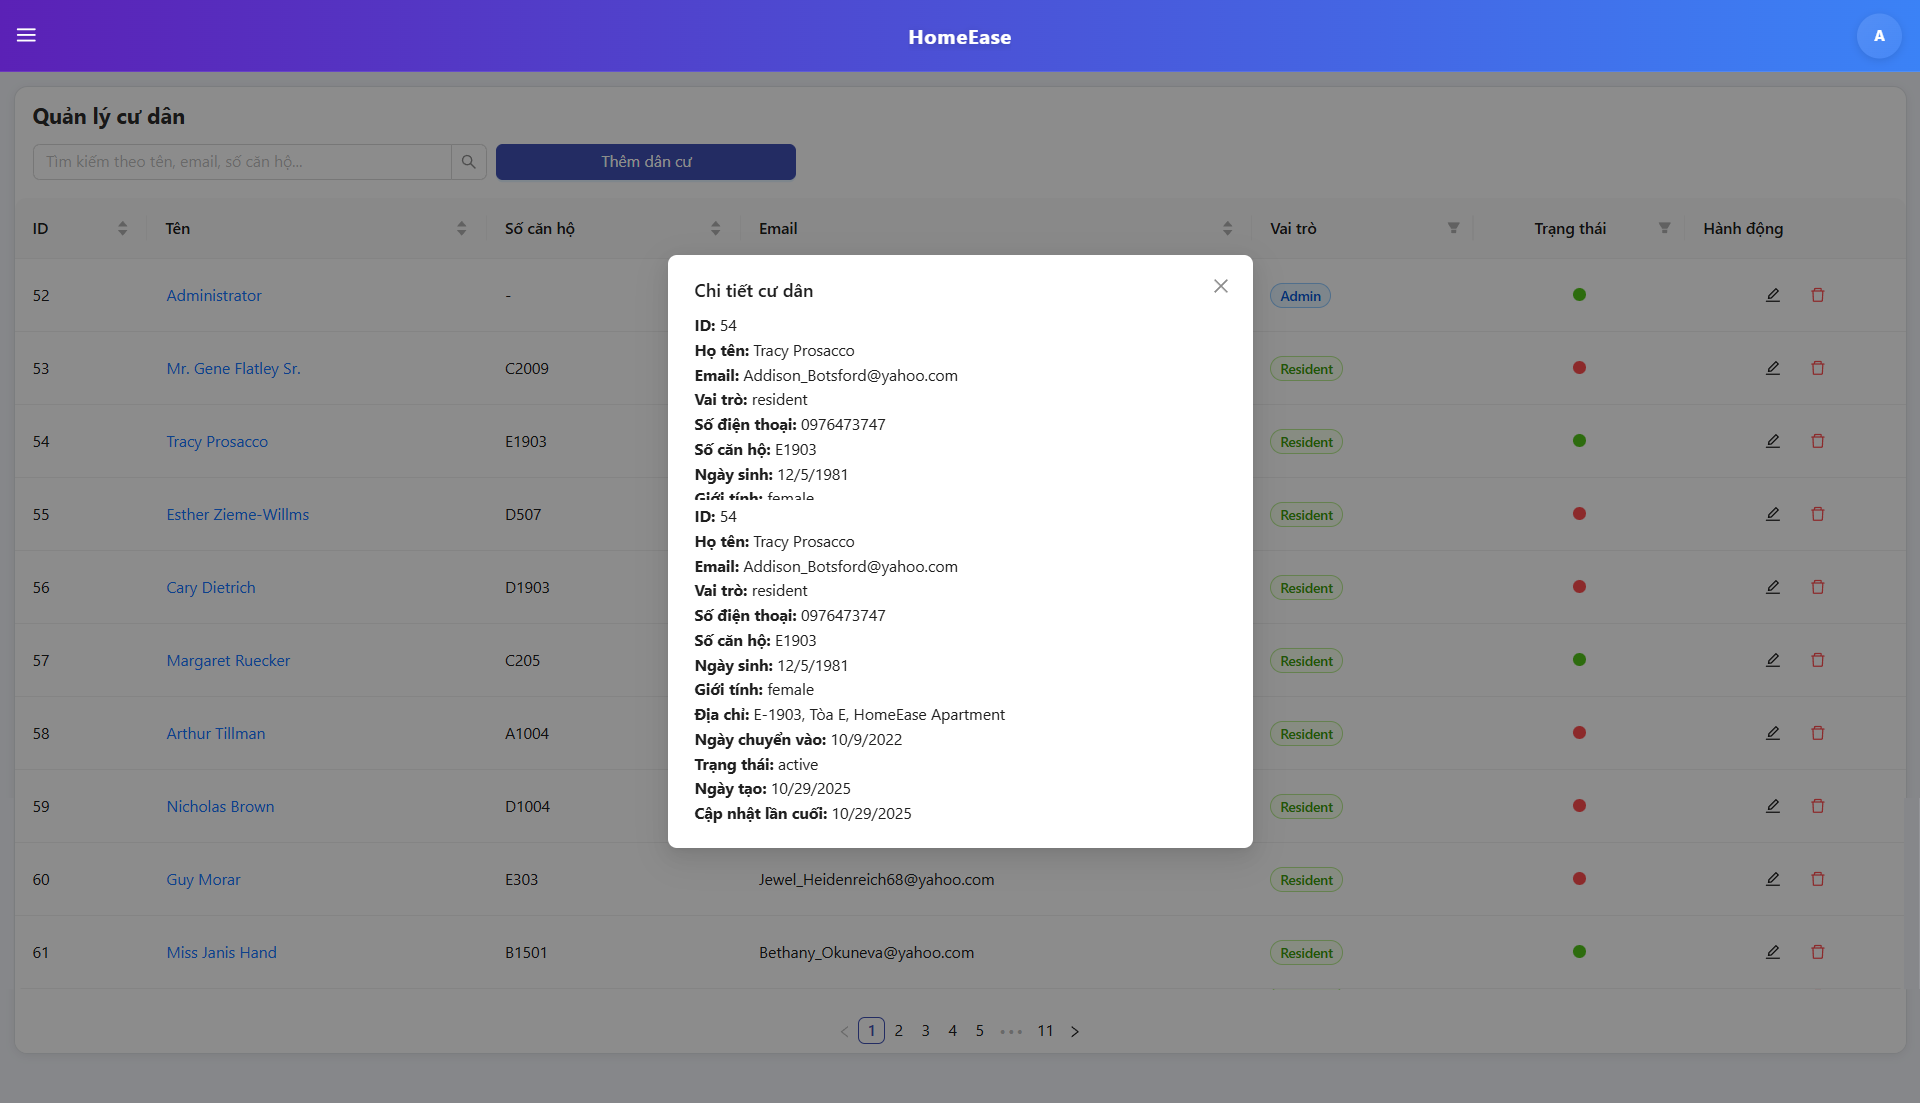 HomeEase
A
Quản lý cư dân
Tìm kiếm theo tên, email, số căn hộ...
Thêm dân cư
ID Tên Số căn hộ Email Vai trò Trạng thái Hành động
52 Administrator - Admin
53 Mr. Gene Flatley Sr. C2009 Resident
54 Tracy Prosacco E1903 Resident
55 Esther Zieme-Willms D507 Resident
56 Cary Dietrich D1903 Resident
57 Margaret Ruecker C205 Resident
58 Arthur Tillman A1004 Resident
59 Nicholas Brown D1004 Resident
60 Guy Morar E303 Jewel_Heidenreich68@yahoo.com Resident
61 Miss Janis Hand B1501 Bethany_Okuneva@yahoo.com Resident
1 2 3 4 5 ••• 11
Chi tiết cư dân
ID: 54
Họ tên: Tracy Prosacco
Email: Addison_Botsford@yahoo.com
Vai trò: resident
Số điện thoại: 0976473747
Số căn hộ: E1903
Ngày sinh: 12/5/1981
Giới tính: female
ID: 54
Họ tên: Tracy Prosacco
Email: Addison_Botsford@yahoo.com
Vai trò: resident
Số điện thoại: 0976473747
Số căn hộ: E1903
Ngày sinh: 12/5/1981
Giới tính: female
Địa chỉ: E-1903, Tòa E, HomeEase Apartment
Ngày chuyển vào: 10/9/2022
Trạng thái: active
Ngày tạo: 10/29/2025
Cập nhật lần cuối: 10/29/2025